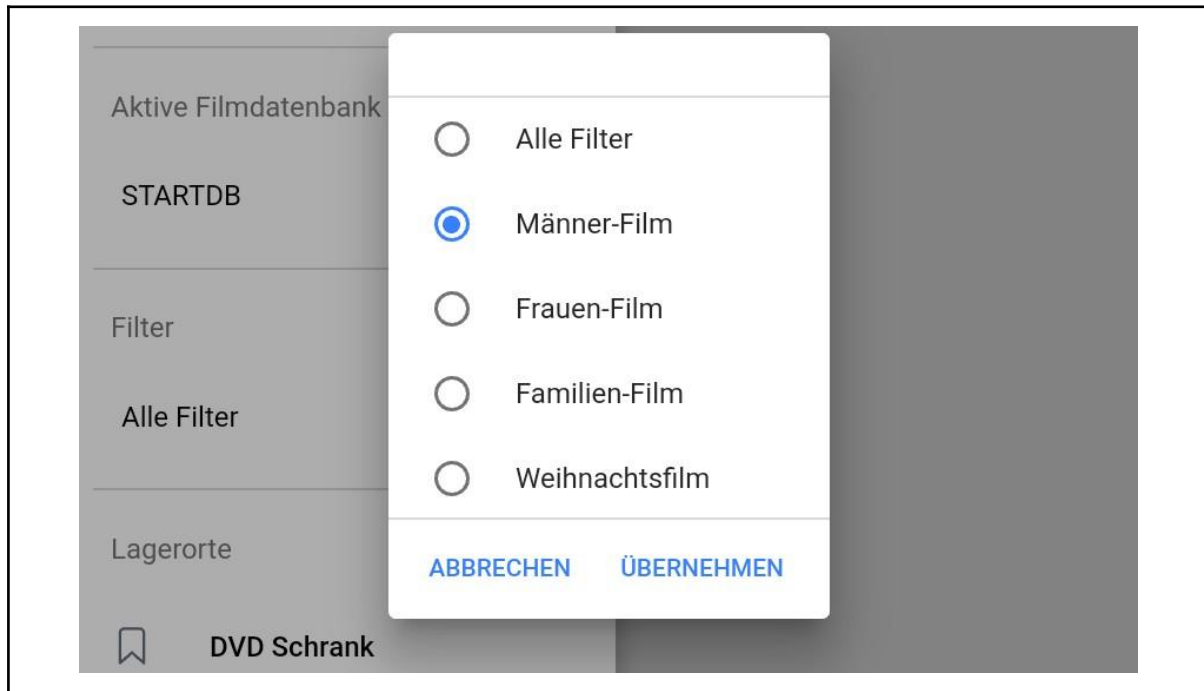 Aktive Filmdatenbank
STARTDB
Filter
Alle Filter
Lagerorte
DVD Schrank
Alle Filter
Männer-Film
Frauen-Film
Familien-Film
Weihnachtsfilm
ABBRECHEN ÜBERNEHMEN